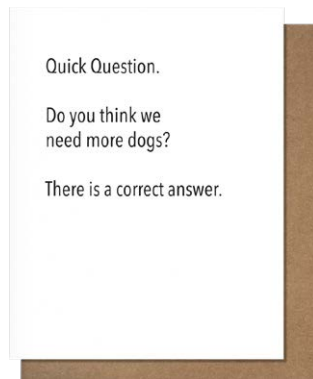 Quick Question.
Do you think we
need more dogs?
There is a correct answer.